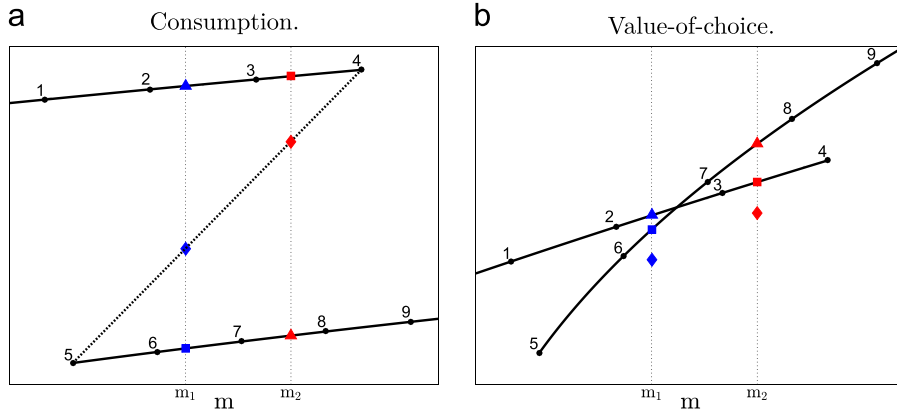 a
Consumption.
1 2 3 4
5 6 7 8 9
m₁ m₂
m
b
Value-of-choice.
9
8
7
4
3
2
1
6
5
m₁ m₂
m